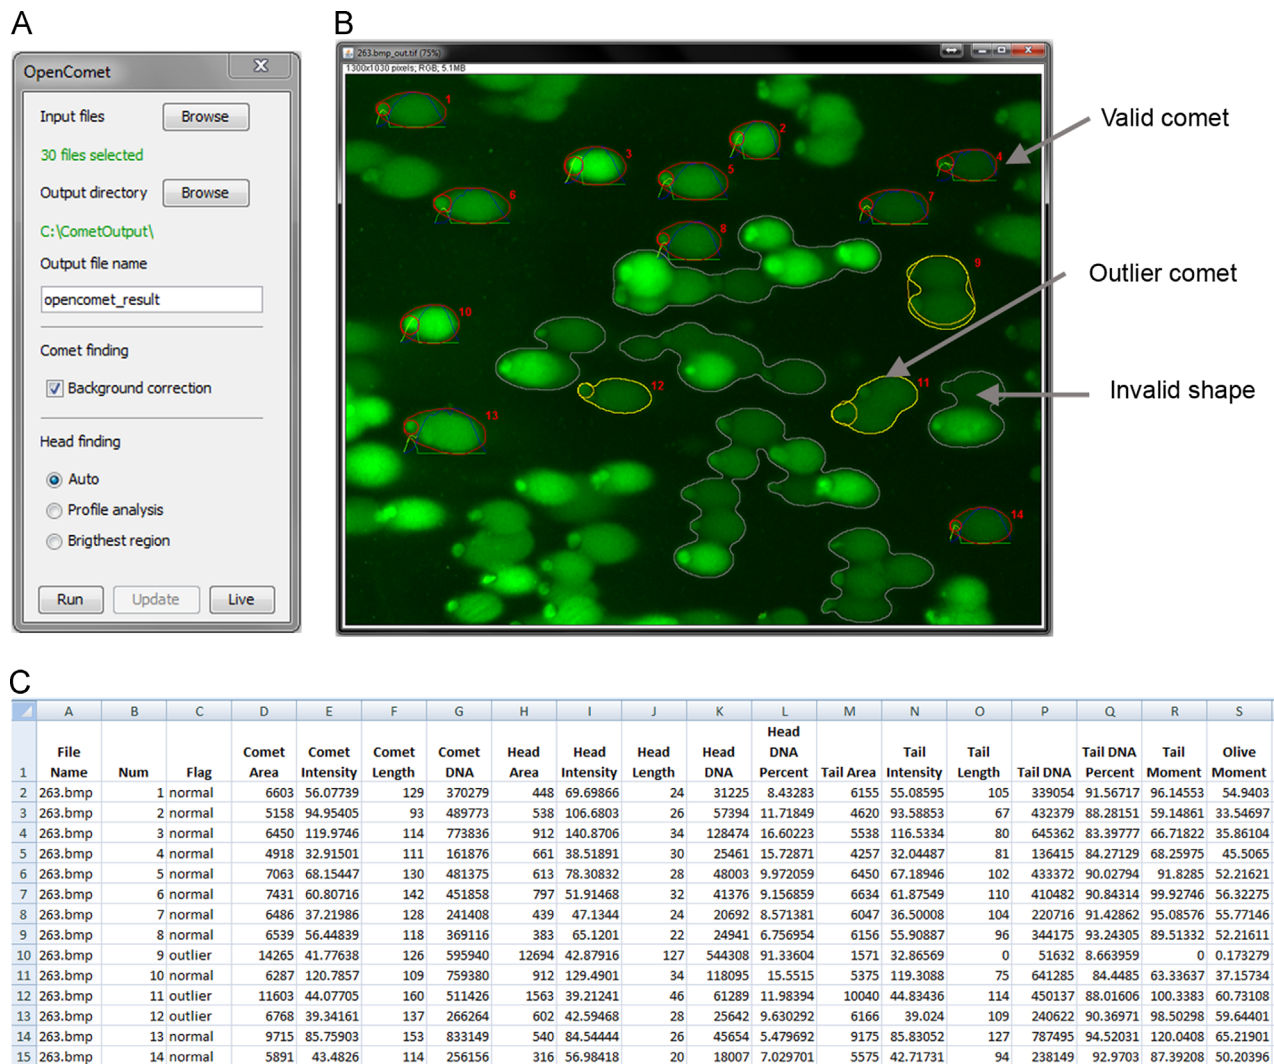 A
OpenComet
Input files
Browse
30 files selected
Output directory
Browse
C:\CometOutput\
Output file name
opencomet_result
Comet finding
Background correction
Head finding
Auto
Profile analysis
Brigthest region
Run
Update
Live
B
263.bmp_out.tif (75%)
1300x1030 pixels; RGB; 5.1MB
1
2
3
4
5
6
7
8
9
10
11
12
13
14
Valid comet
Outlier comet
Invalid shape
C
A B C D E F G H I J K L M N O P Q R S
1 File Name Num Flag Comet Area Comet Intensity Comet Length Comet DNA Head Area Head Intensity Head Length Head DNA Head DNA Percent Tail Area Tail Intensity Tail Length Tail DNA Tail DNA Percent Tail Moment Olive Moment
2 263.bmp 1 normal 6603 56.07739 129 370279 448 69.69866 24 31225 8.43283 6155 55.08595 105 339054 91.56717 96.14553 54.9403
3 263.bmp 2 normal 5158 94.95405 93 489773 538 106.6803 26 57394 11.71849 4620 93.58853 67 432379 88.28151 59.14861 33.54697
4 263.bmp 3 normal 6450 119.9746 114 773836 912 140.8706 34 128474 16.60223 5538 116.5334 80 645362 83.39777 66.71822 35.86104
5 263.bmp 4 normal 4918 32.91501 111 161876 661 38.51891 30 25461 15.72871 4257 32.04487 81 136415 84.27129 68.25975 45.5065
6 263.bmp 5 normal 7063 68.15447 130 481375 613 78.30832 28 48003 9.972059 6450 67.18946 102 433372 90.02794 91.8285 52.21621
7 263.bmp 6 normal 7431 60.80716 142 451858 797 51.91468 32 41376 9.156859 6634 61.87549 110 410482 90.84314 99.92746 56.32275
8 263.bmp 7 normal 6486 37.21986 128 241408 439 47.1344 24 20692 8.571381 6047 36.50008 104 220716 91.42862 95.08576 55.77146
9 263.bmp 8 normal 6539 56.44839 118 369116 383 65.1201 22 24941 6.756954 6156 55.90887 96 344175 93.24305 89.51332 52.21611
10 263.bmp 9 outlier 14265 41.77638 126 595940 12694 42.87916 127 544308 91.33604 1571 32.86569 0 51632 8.663959 0 0.173279
11 263.bmp 10 normal 6287 120.7857 109 759380 912 129.4901 34 118095 15.5515 5375 119.3088 75 641285 84.4485 63.33637 37.15734
12 263.bmp 11 outlier 11603 44.07705 160 511426 1563 39.21241 46 61289 11.98394 10040 44.83436 114 450137 88.01606 100.3383 60.73108
13 263.bmp 12 outlier 6768 39.34161 137 266264 602 42.59468 28 25642 9.630292 6166 39.024 109 240622 90.36971 98.50298 59.64401
14 263.bmp 13 normal 9715 85.75903 153 833149 540 84.54444 26 45654 5.479692 9175 85.83052 127 787495 94.52031 120.0408 65.21901
15 263.bmp 14 normal 5891 43.4826 114 256156 316 56.98418 20 18007 7.029701 5575 42.71731 94 238149 92.9703 87.39208 50.20398